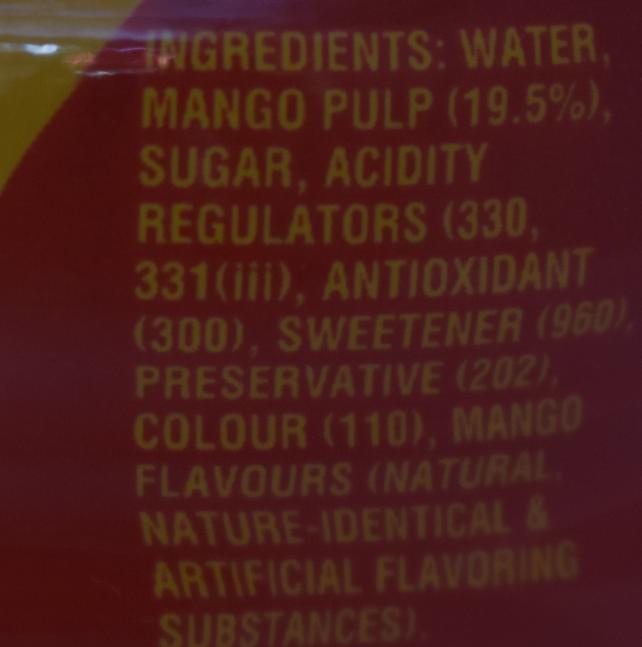 INGREDIENTS: WATER,
MANGO PULP (19.5%),
SUGAR, ACIDITY
REGULATORS (330,
331(iii), ANTIOXIDANT
(300), SWEETENER (960),
PRESERVATIVE (202),
COLOUR (110), MANGO
FLAVOURS (NATURAL,
NATURE-IDENTICAL &
ARTIFICIAL FLAVORING
SUBSTANCES).